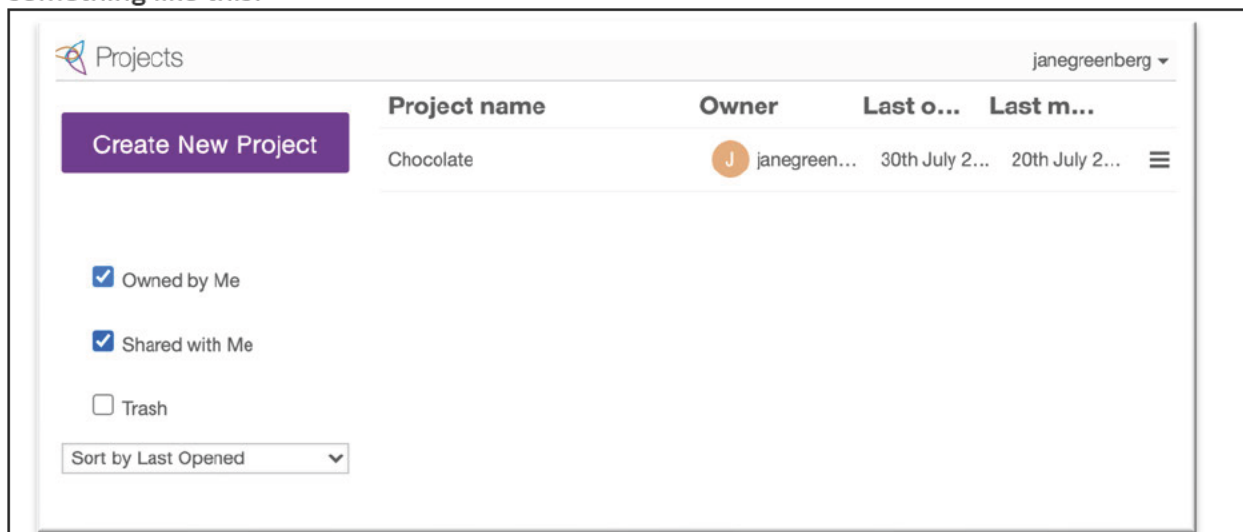 Projects
janegreenberg
Create New Project
Project name Owner Last o... Last m...
Chocolate J janegreen... 30th July 2... 20th July 2...
Owned by Me
Shared with Me
Trash
Sort by Last Opened